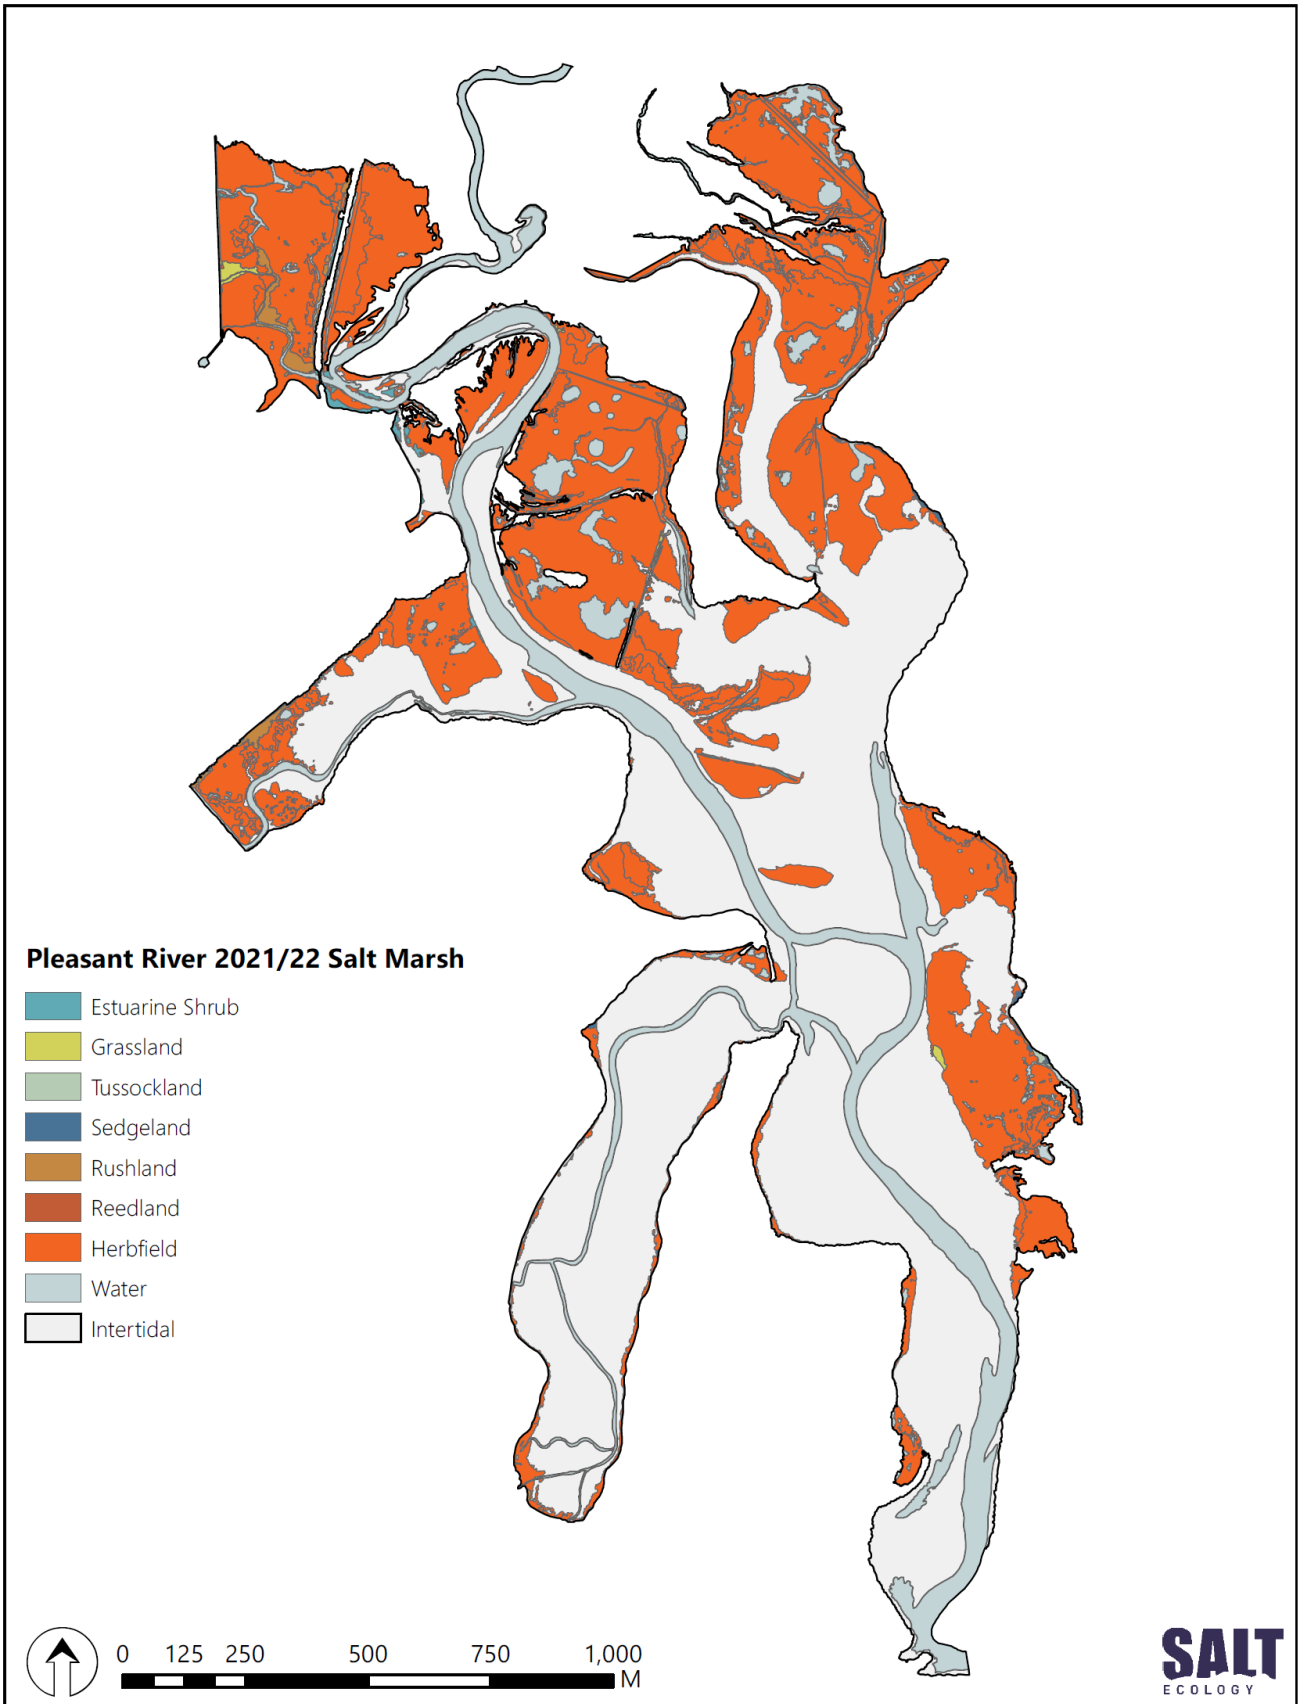 Pleasant River 2021/22 Salt Marsh
Estuarine Shrub
Grassland
Tussockland
Sedgeland
Rushland
Reedland
Herbfield
Water
Intertidal
0 125 250 500 750 1,000
M
SALT
ECOLOGY